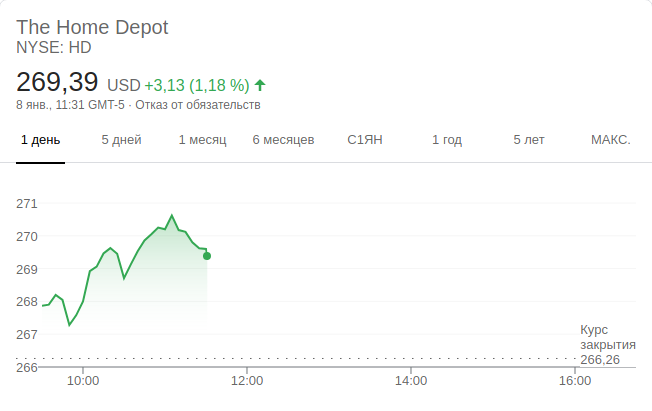 The Home Depot
NYSE: HD
269,39 USD +3,13 (1,18 %)
8 янв., 11:31 GMT-5 · Отказ от обязательств
1 день 5 дней 1 месяц 6 месяцев С1ЯН 1 год 5 лет МАКС.
271
270
269
268
267
266
Курс
закрытия
266,26
10:00 12:00 14:00 16:00